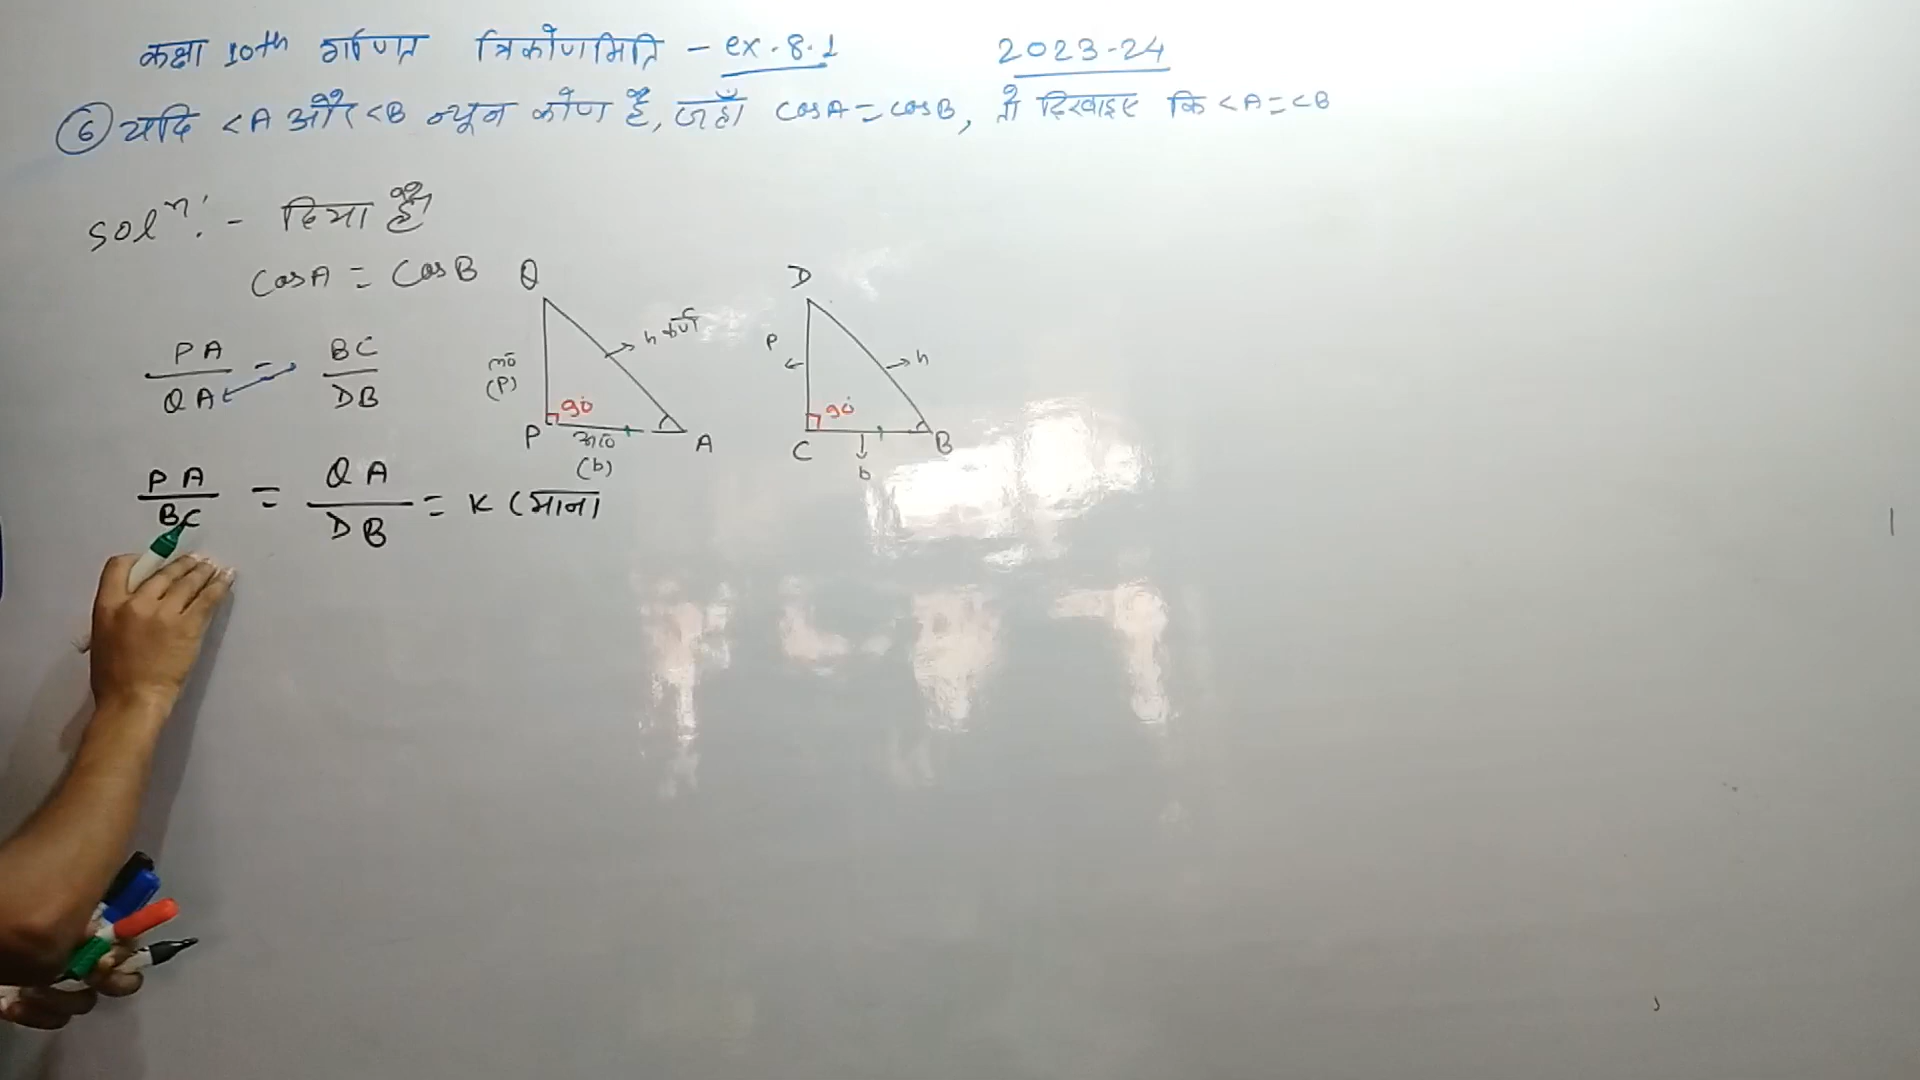 कक्षा 10th गणित त्रिकोणमिति - ex. 8.1 2023-24
⑥ यदि <A और <B न्यून कोण हैं, जहाँ cosA = cosB, तो दिखाइए कि <A = <B
Solⁿ: - दिया है
CosA = CosB
PA/QA = BC/DB
PA/BC = QA/DB = K (माना
Q
h कर्ण
ल०
(P)
90°
P
आ०
(b)
A
D
P
h
90°
C
b
B